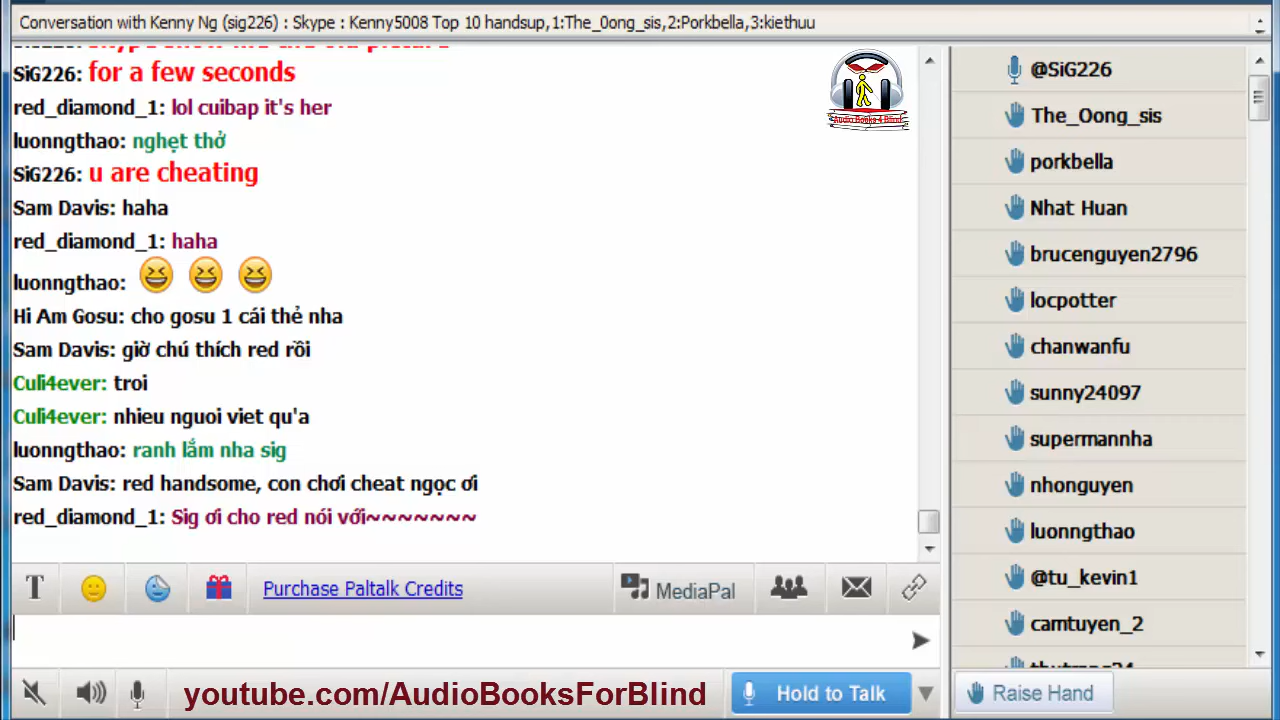 Conversation with Kenny Ng (sig226) : Skype : Kenny5008 Top 10 handsup,1:The_0ong_sis,2:Porkbella,3:kiethuu
SiG226: for a few seconds
red_diamond_1: lol cuibap it's her
luonngthao: nghẹt thở
SiG226: u are cheating
Sam Davis: haha
red_diamond_1: haha
luonngthao:
Hi Am Gosu: cho gosu 1 cái thẻ nha
Sam Davis: giờ chú thích red rồi
Culi4ever: troi
Culi4ever: nhieu nguoi viet qu'a
luonngthao: ranh lắm nha sig
Sam Davis: red handsome, con chơi cheat ngọc ơi
red_diamond_1: Sig ơi cho red nói với~~~~~~~
Audio Books 4 Blind
@SiG226
The_Oong_sis
porkbella
Nhat Huan
brucenguyen2796
locpotter
chanwanfu
sunny24097
supermannha
nhonguyen
luonngthao
@tu_kevin1
camtuyen_2
T
Purchase Paltalk Credits
MediaPal
youtube.com/AudioBooksForBlind
Hold to Talk
Raise Hand